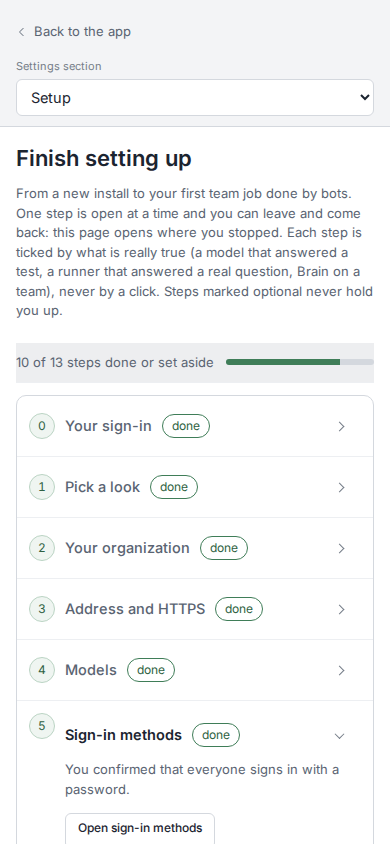 Back to the app
Settings section
Setup
Finish setting up
From a new install to your first team job done by bots.
One step is open at a time and you can leave and come
back: this page opens where you stopped. Each step is
ticked by what is really true (a model that answered a
test, a runner that answered a real question, Brain on a
team), never by a click. Steps marked optional never hold
you up.
10 of 13 steps done or set aside
0 Your sign-in done
1 Pick a look done
2 Your organization done
3 Address and HTTPS done
4 Models done
5 Sign-in methods done
You confirmed that everyone signs in with a
password.
Open sign-in methods